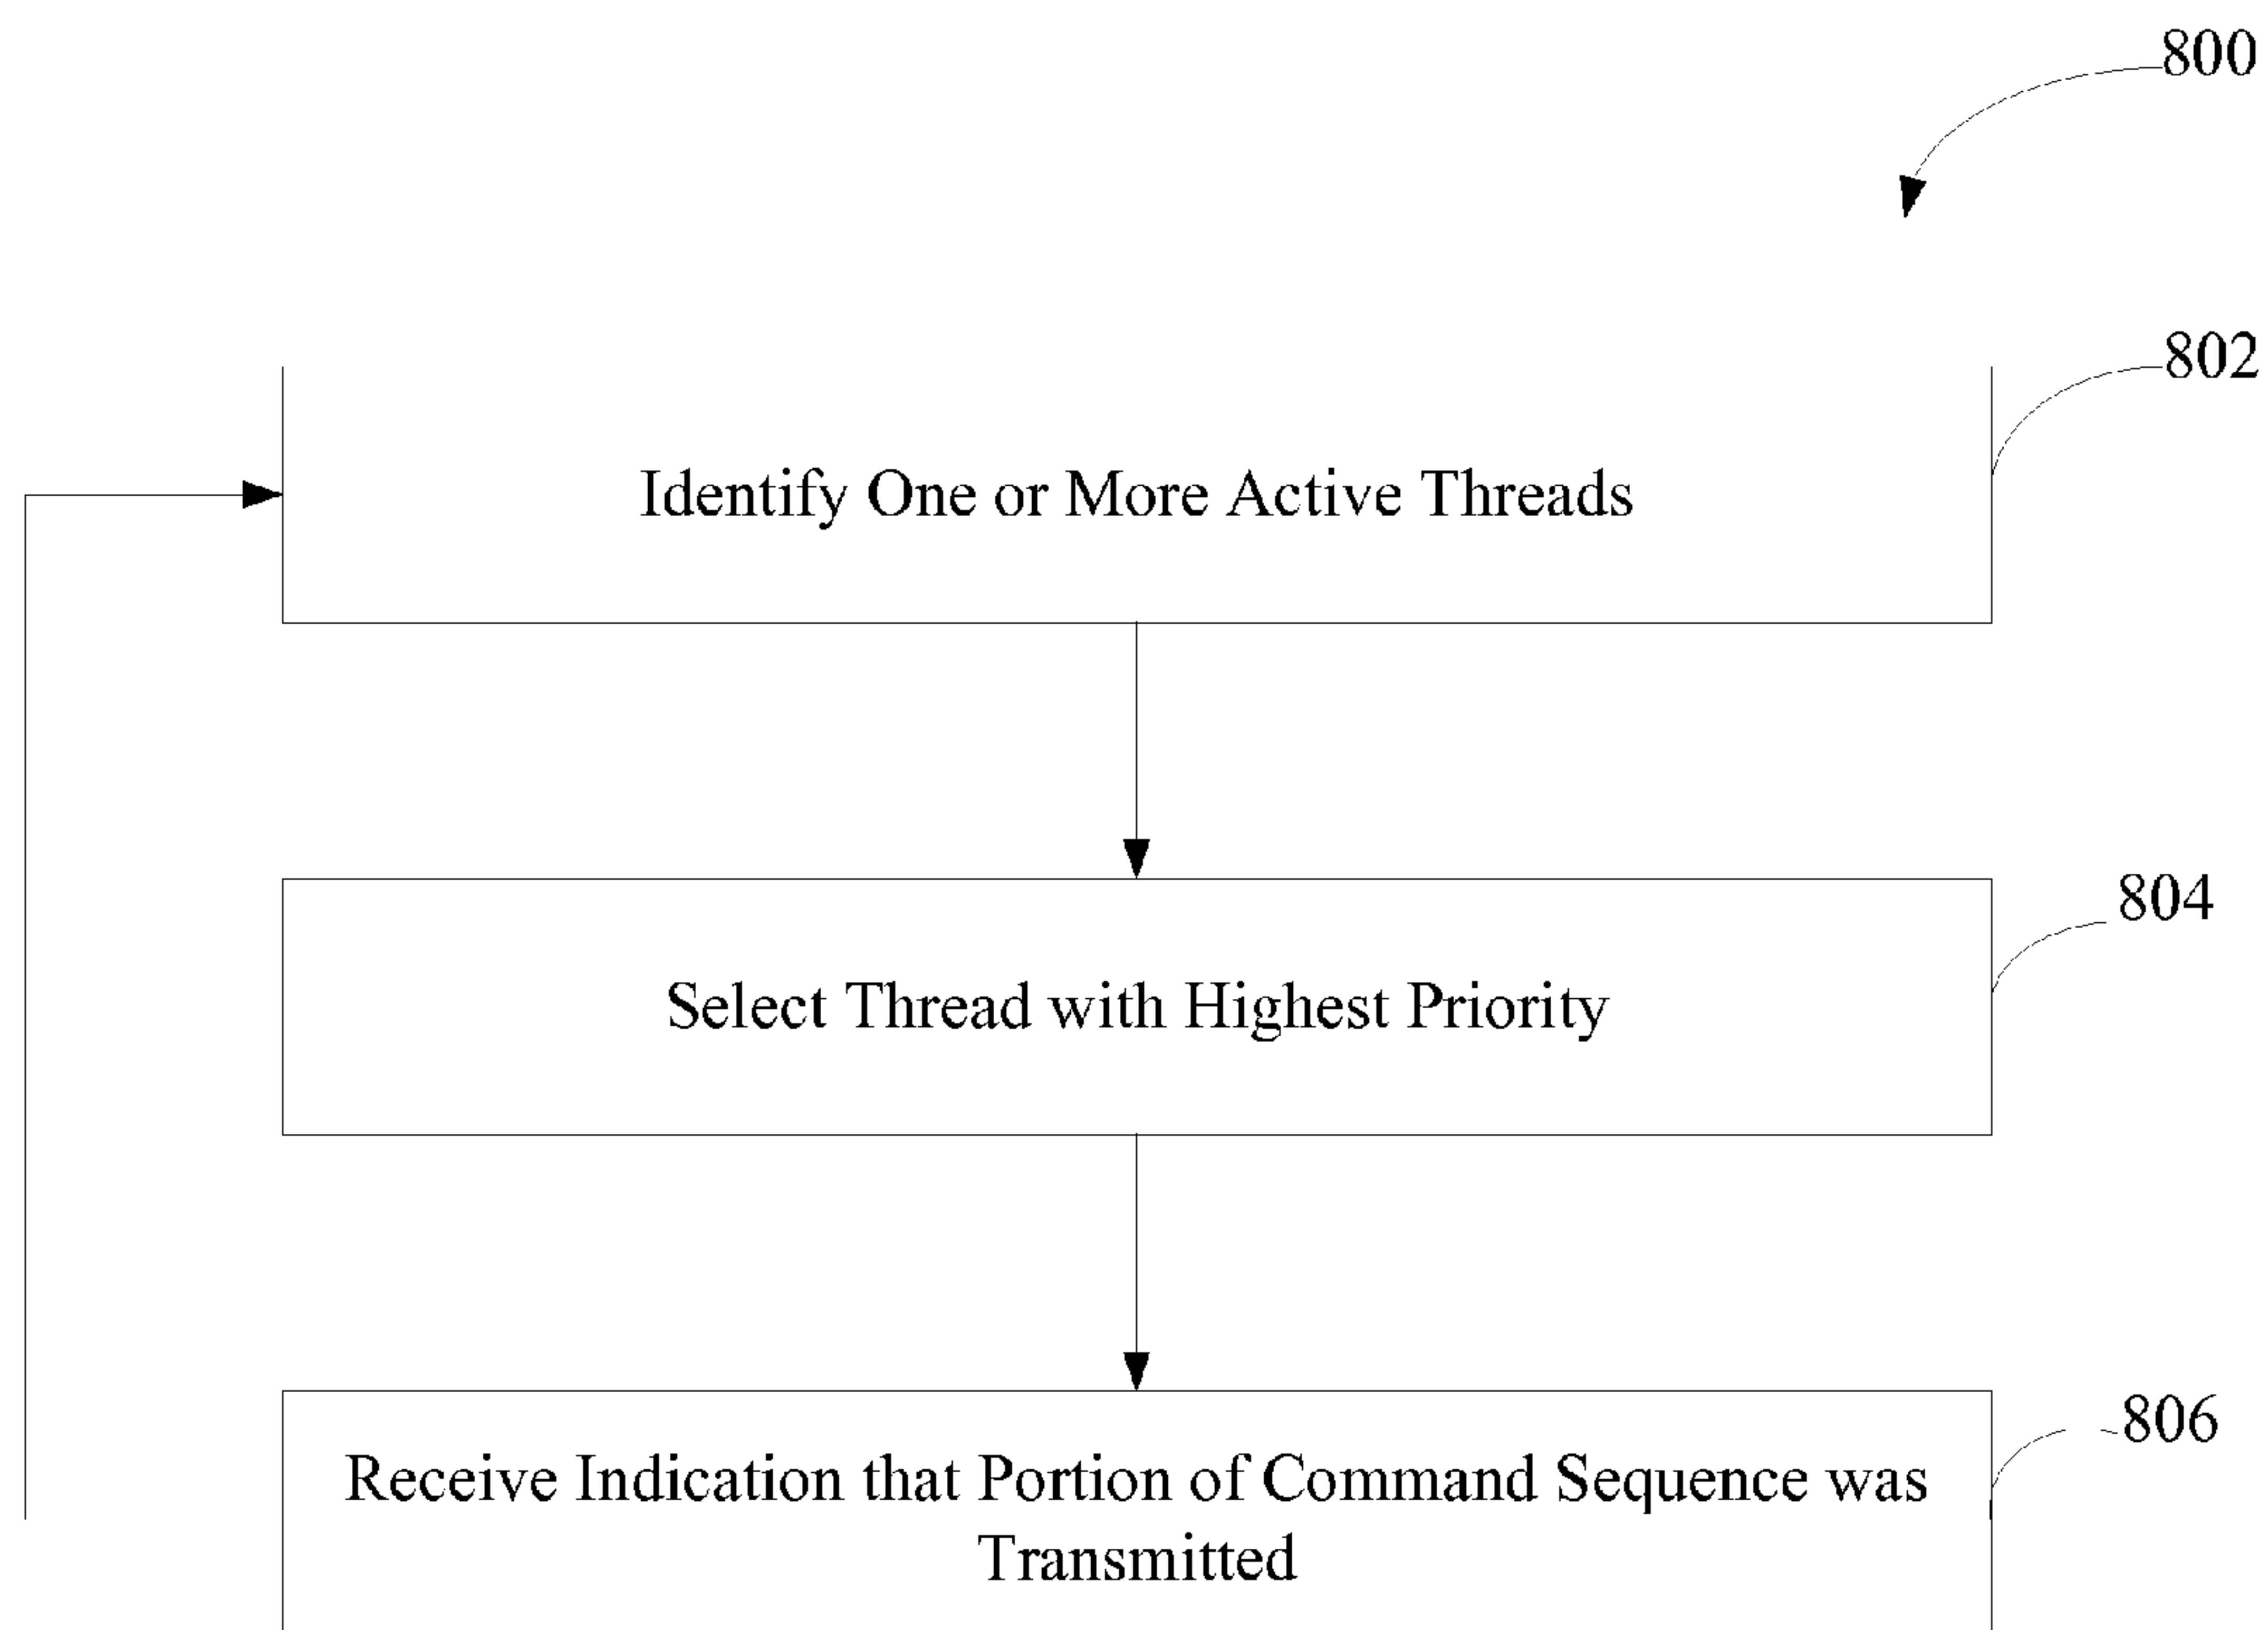 800
802
Identify One or More Active Threads
804
Select Thread with Highest Priority
806
Receive Indication that Portion of Command Sequence was
Transmitted